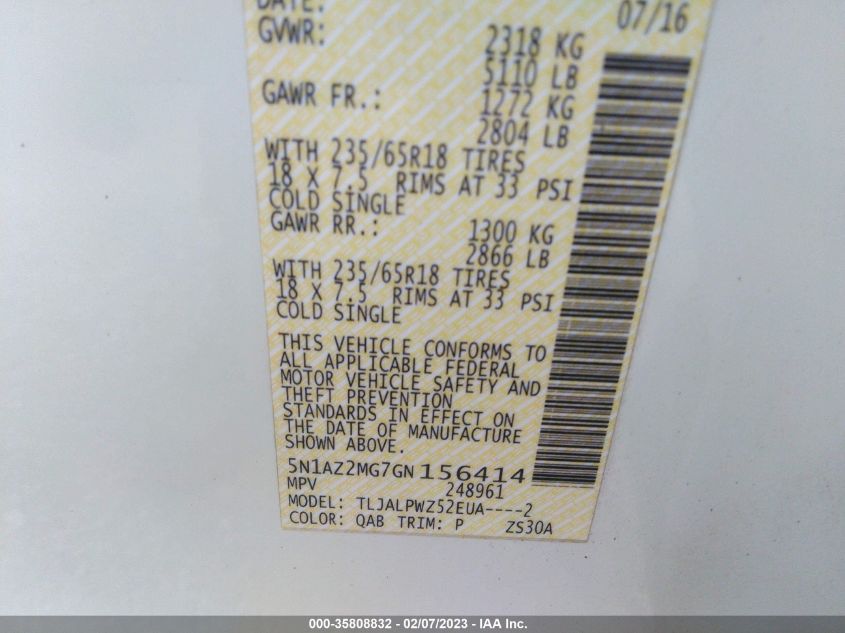 DATE: 07/16
GVWR: 2318 KG
5110 LB
GAWR FR.: 1272 KG
2804 LB
WITH 235/65R18 TIRES
18 X 7.5 RIMS AT 33 PSI
COLD SINGLE
GAWR RR.: 1300 KG
2866 LB
WITH 235/65R18 TIRES
18 X 7.5 RIMS AT 33 PSI
COLD SINGLE
THIS VEHICLE CONFORMS TO
ALL APPLICABLE FEDERAL
MOTOR VEHICLE SAFETY AND
THEFT PREVENTION
STANDARDS IN EFFECT ON
THE DATE OF MANUFACTURE
SHOWN ABOVE.
5N1AZ2MG7GN156414
MPV 248961
MODEL: TLJALPWZ52EUA----2
COLOR: QAB TRIM: P ZS30A
000-35808832 - 02/07/2023 - IAA Inc.